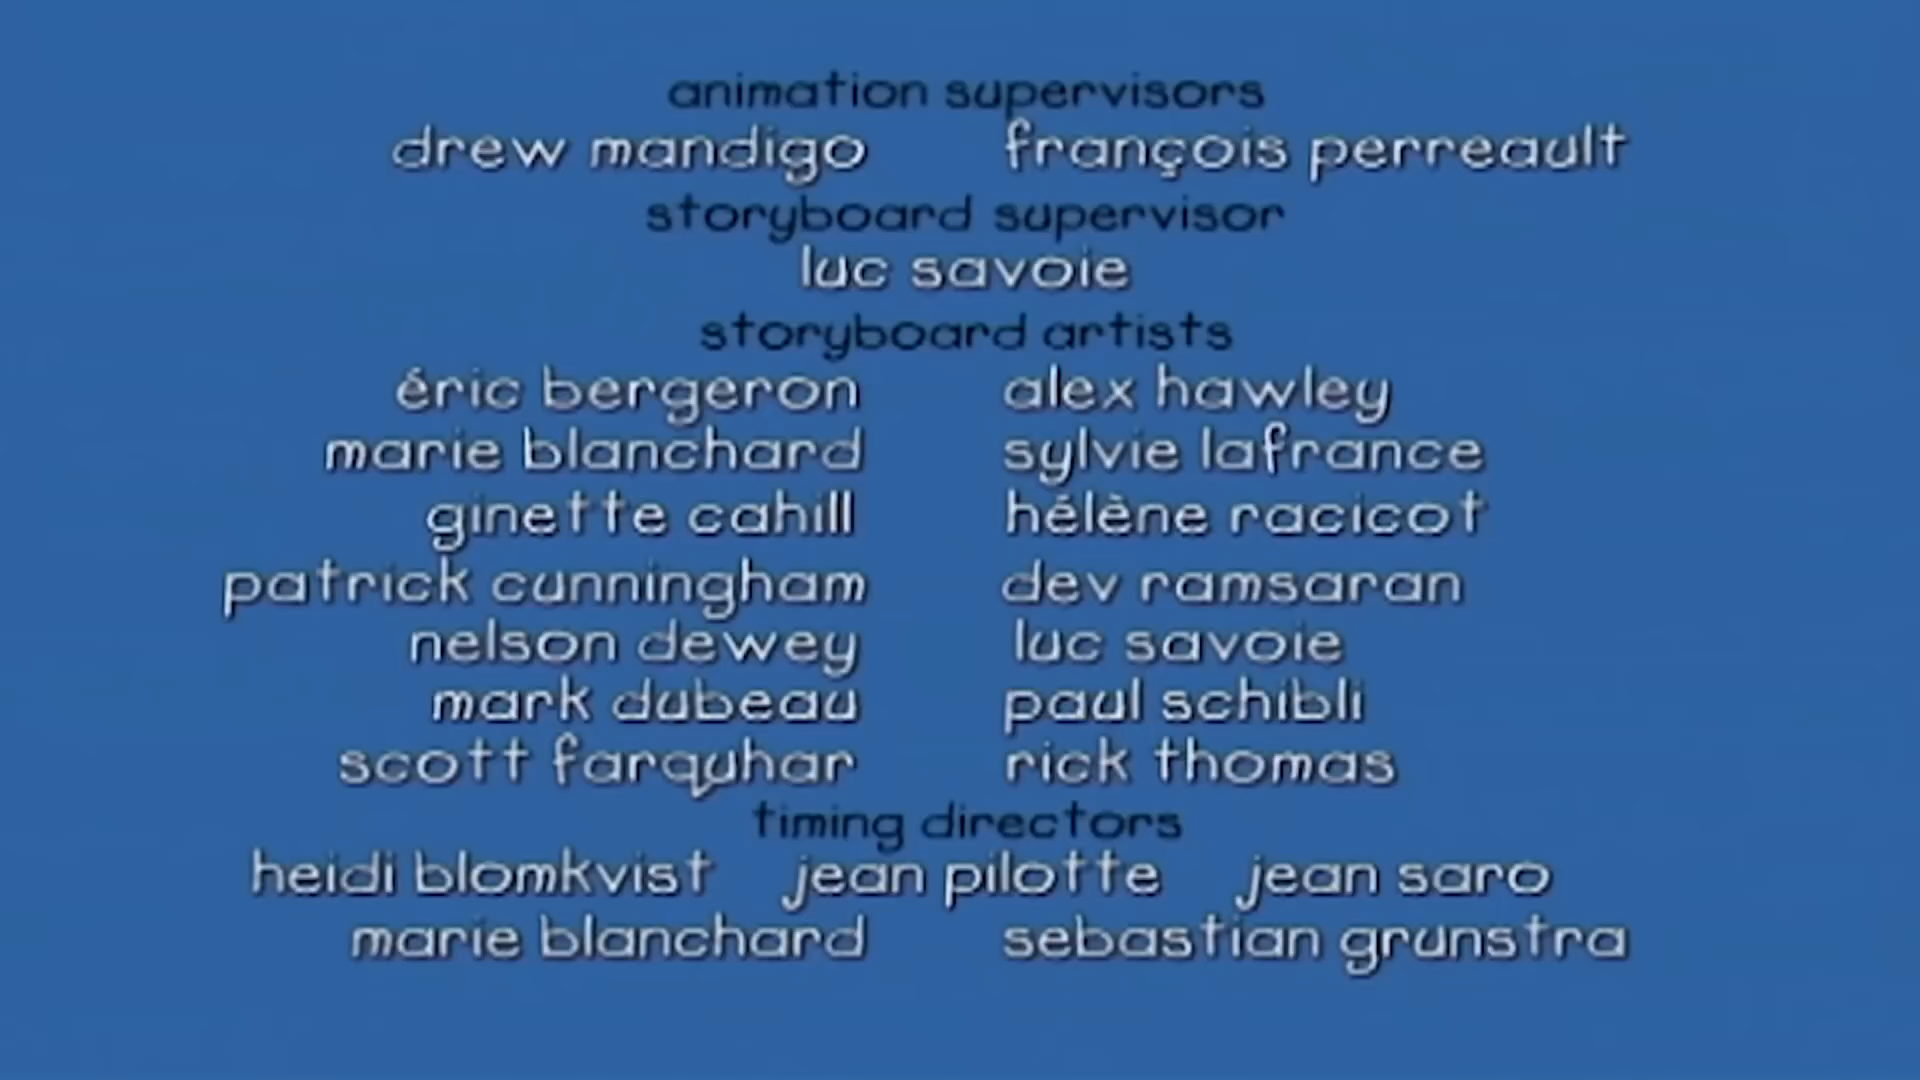 animation supervisors
drew mandigo françois perreault
storyboard supervisor
luc savoie
storyboard artists
éric bergeron alex hawley
marie blanchard sylvie lafrance
ginette cahill hélène racicot
patrick cunningham dev ramsaran
nelson dewey luc savoie
mark dubeau paul schibli
scott farquhar rick thomas
timing directors
heidi blomkvist jean pilotte jean saro
marie blanchard sebastian grunstra